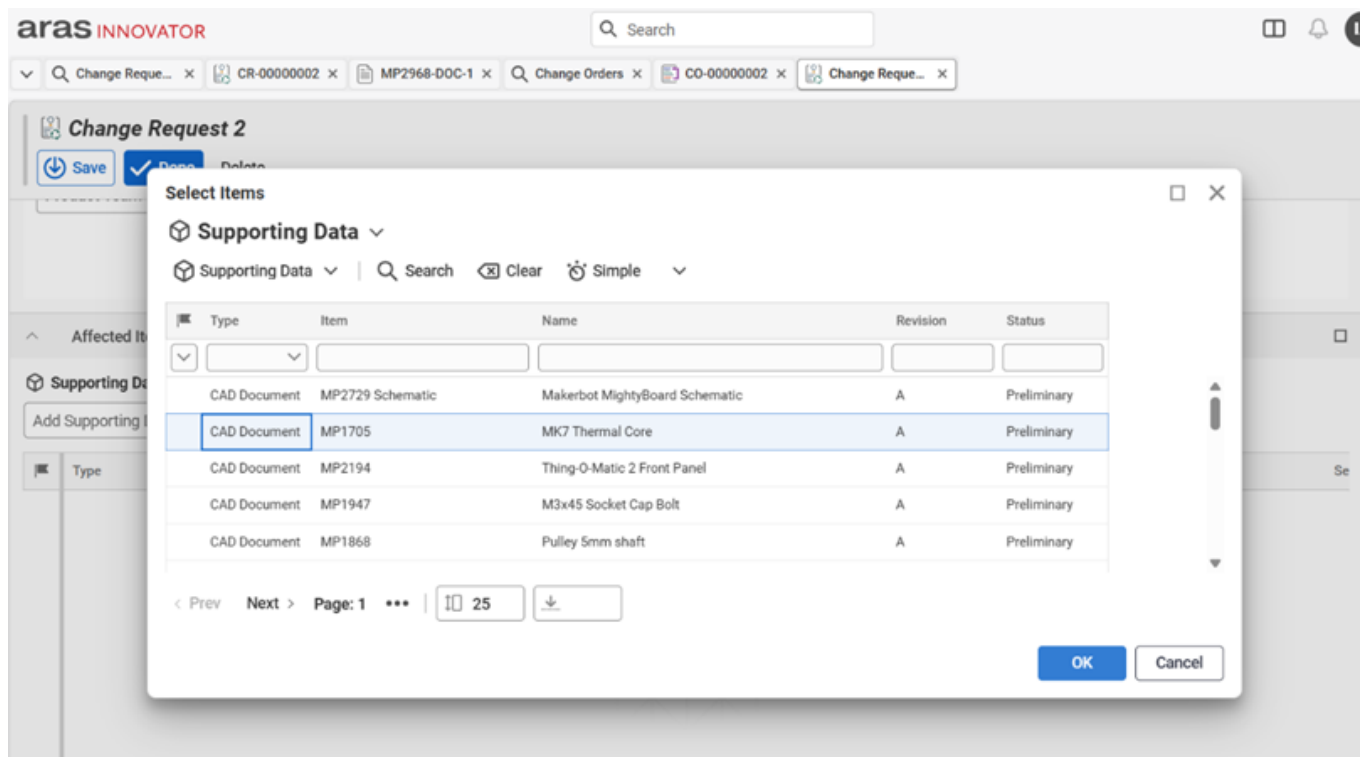 aras INNOVATOR
Search
Change Reque... CR-00000002 MP2968-DOC-1 Change Orders CO-00000002 Change Reque...
Change Request 2
Save Done Delete
Select Items
Supporting Data
Supporting Data Search Clear Simple
Type Item Name Revision Status
CAD Document MP2729 Schematic Makerbot MightyBoard Schematic A Preliminary
CAD Document MP1705 MK7 Thermal Core A Preliminary
CAD Document MP2194 Thing-O-Matic 2 Front Panel A Preliminary
CAD Document MP1947 M3x45 Socket Cap Bolt A Preliminary
CAD Document MP1868 Pulley 5mm shaft A Preliminary
< Prev Next > Page: 1 ••• 25
OK Cancel
Affected It
Supporting Da
Add Supporting
Type Se